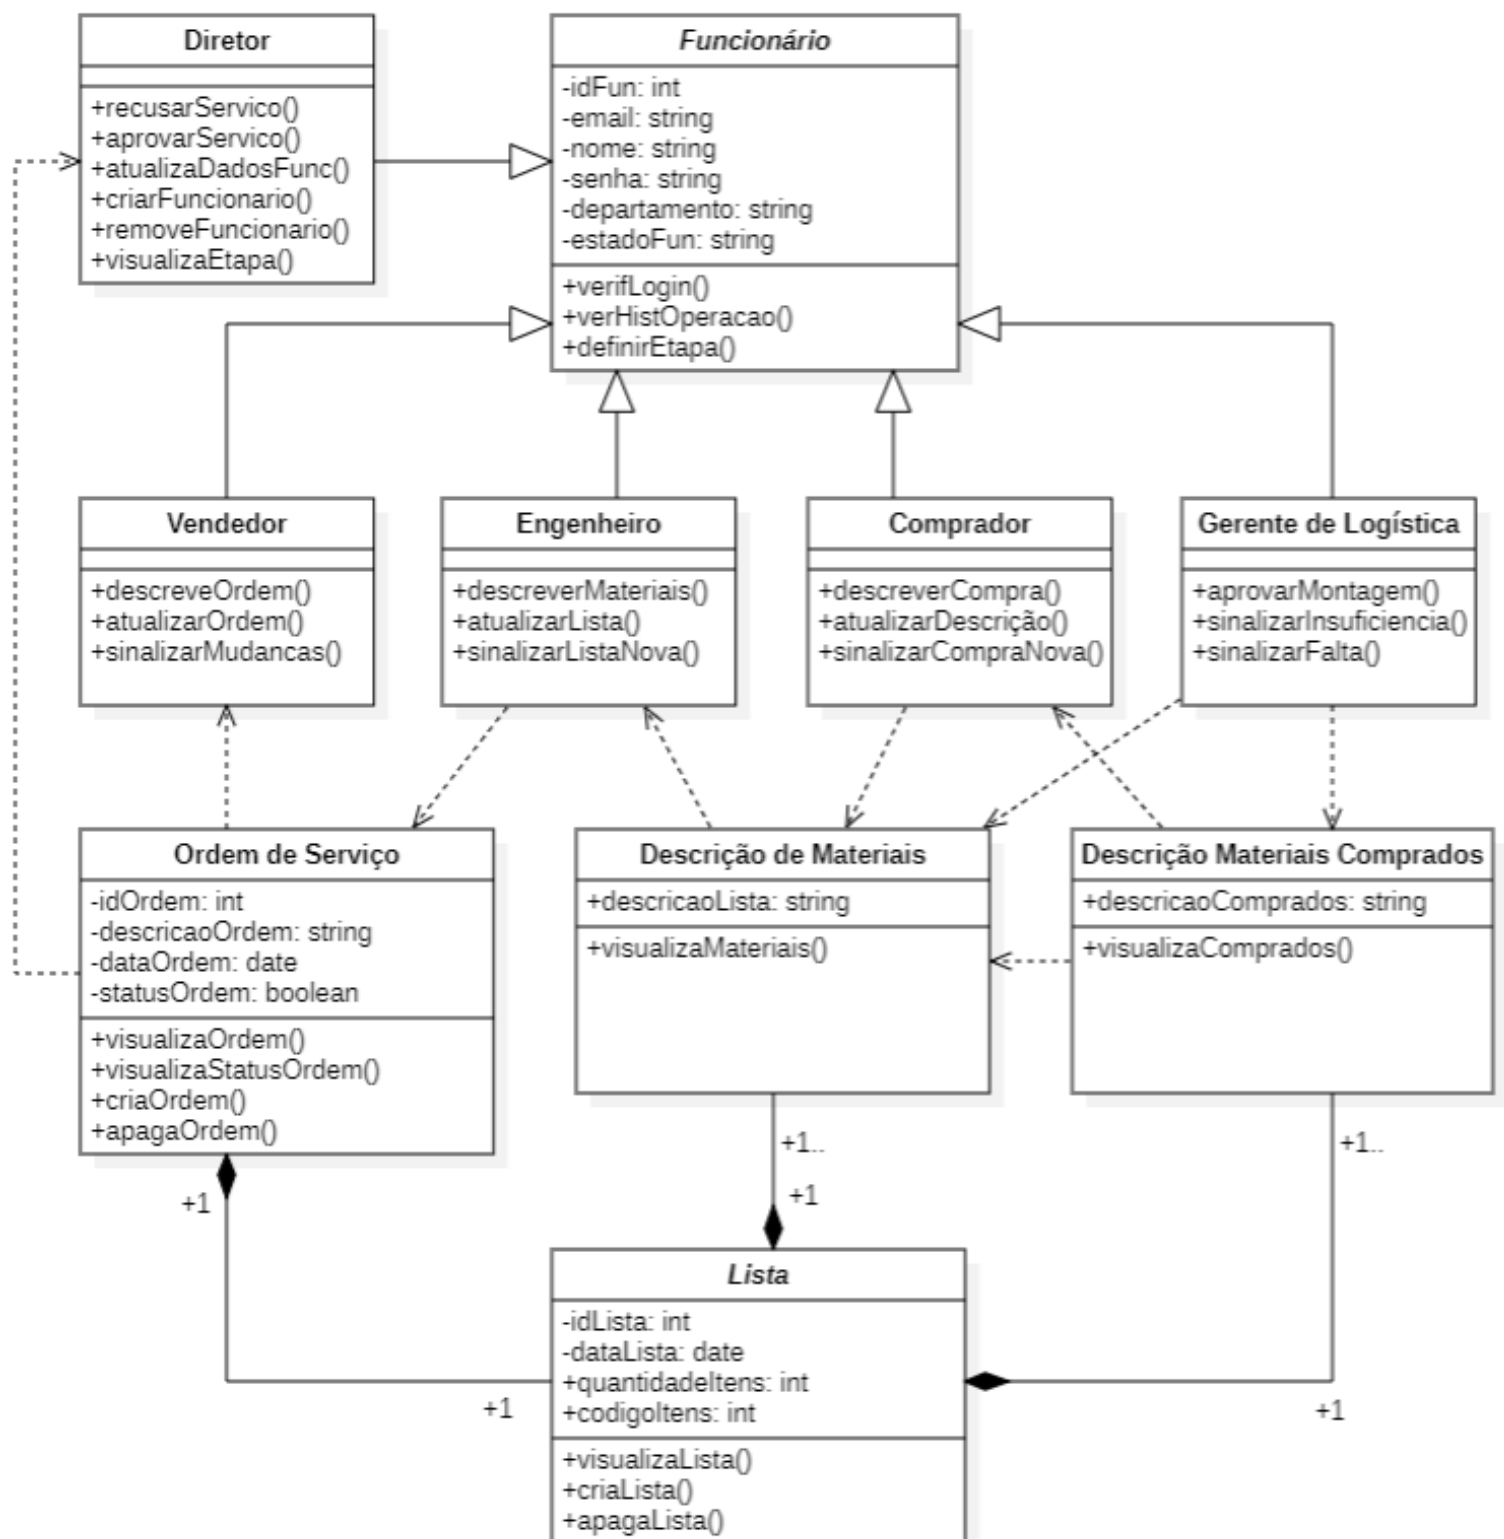 Diretor
+recusarServico()
+aprovarServico()
+atualizaDadosFunc()
+criarFuncionario()
+removeFuncionario()
+visualizaEtapa()
Funcionário
-idFun: int
-email: string
-nome: string
-senha: string
-departamento: string
-estadoFun: string
+verifLogin()
+verHistOperacao()
+definirEtapa()
Vendedor
+descreveOrdem()
+atualizarOrdem()
+sinalizarMudancas()
Engenheiro
+descreverMateriais()
+atualizarLista()
+sinalizarListaNova()
Comprador
+descreverCompra()
+atualizarDescrição()
+sinalizarCompraNova()
Gerente de Logística
+aprovarMontagem()
+sinalizarInsuficiencia()
+sinalizarFalta()
Ordem de Serviço
-idOrdem: int
-descricaoOrdem: string
-dataOrdem: date
-statusOrdem: boolean
+visualizaOrdem()
+visualizaStatusOrdem()
+criaOrdem()
+apagaOrdem()
Descrição de Materiais
+descricaoLista: string
+visualizaMateriais()
Descrição Materiais Comprados
+descricaoComprados: string
+visualizaComprados()
+1..
+1..
+1
+1
Lista
-idLista: int
-dataLista: date
+quantidadeItens: int
+codigoItens: int
+visualizaLista()
+criaLista()
+apagaLista()
+1
+1